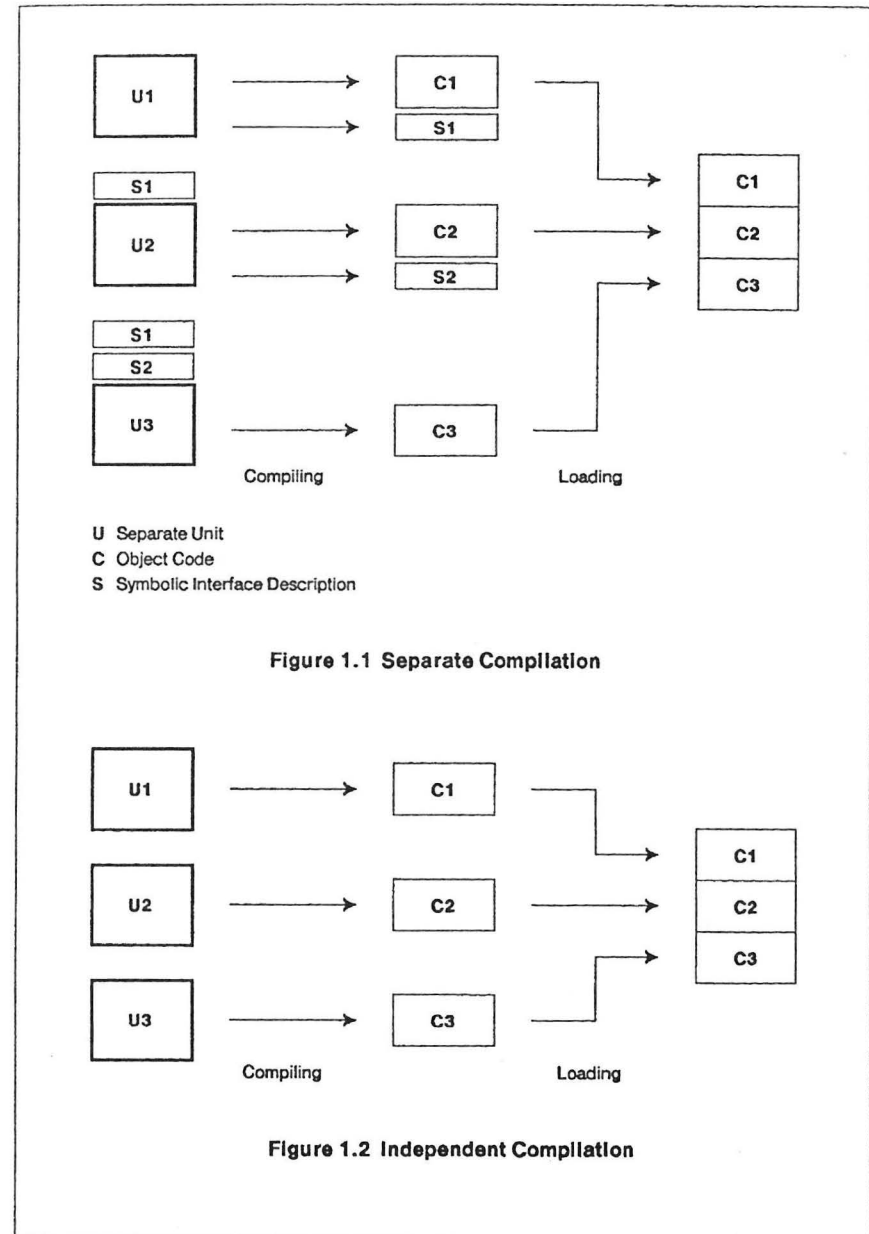 U1
C1
S1
C1
S1
U2
C2
S2
C2
C3
S1
S2
U3
C3
Compiling
Loading
U Separate Unit
C Object Code
S Symbolic Interface Description
Figure 1.1 Separate Compilation
U1
C1
C1
U2
C2
C2
C3
U3
C3
Compiling
Loading
Figure 1.2 Independent Compilation